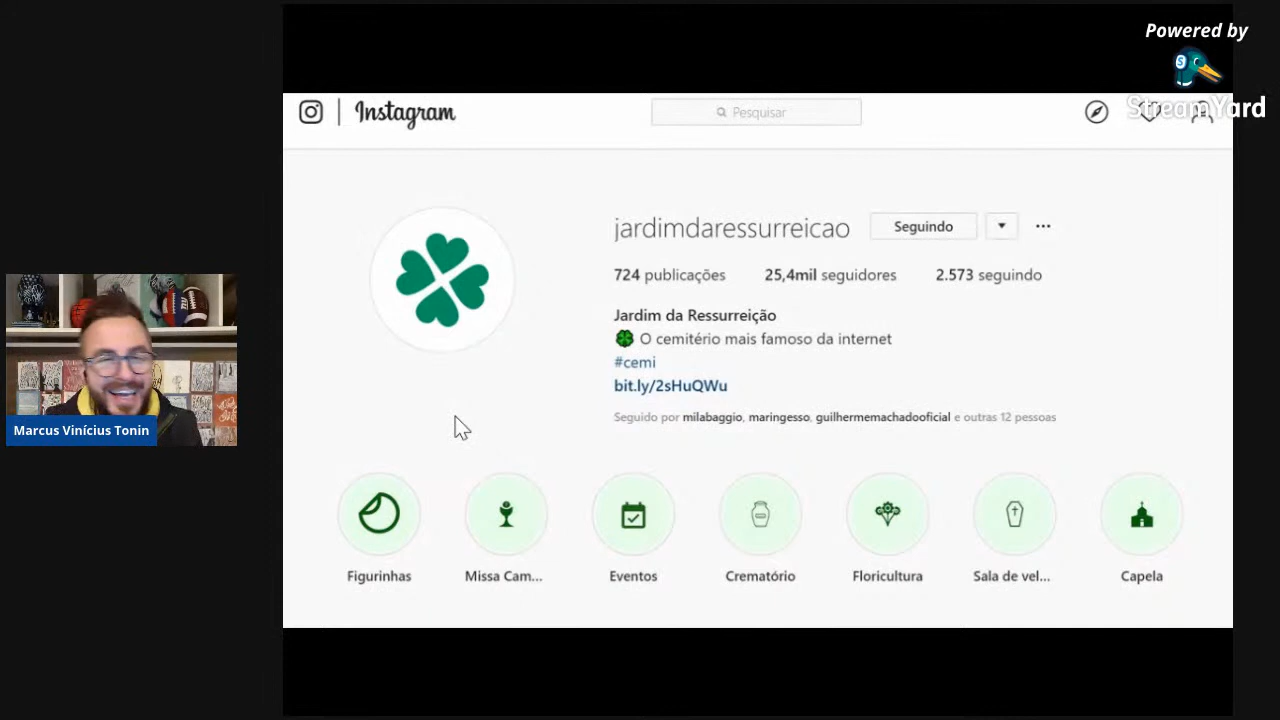 Powered by
StreamYard
Instagram
Pesquisar
jardimdaressurreicao
Seguindo
724 publicações 25,4mil seguidores 2.573 seguindo
Jardim da Ressurreição
O cemitério mais famoso da internet
#cemi
bit.ly/2sHuQWu
Seguido por milabaggio, maringesso, guilhermemachadooficial e outras 12 pessoas
Marcus Vinícius Tonin
Figurinhas Missa Cam... Eventos Crematório Floricultura Sala de vel... Capela